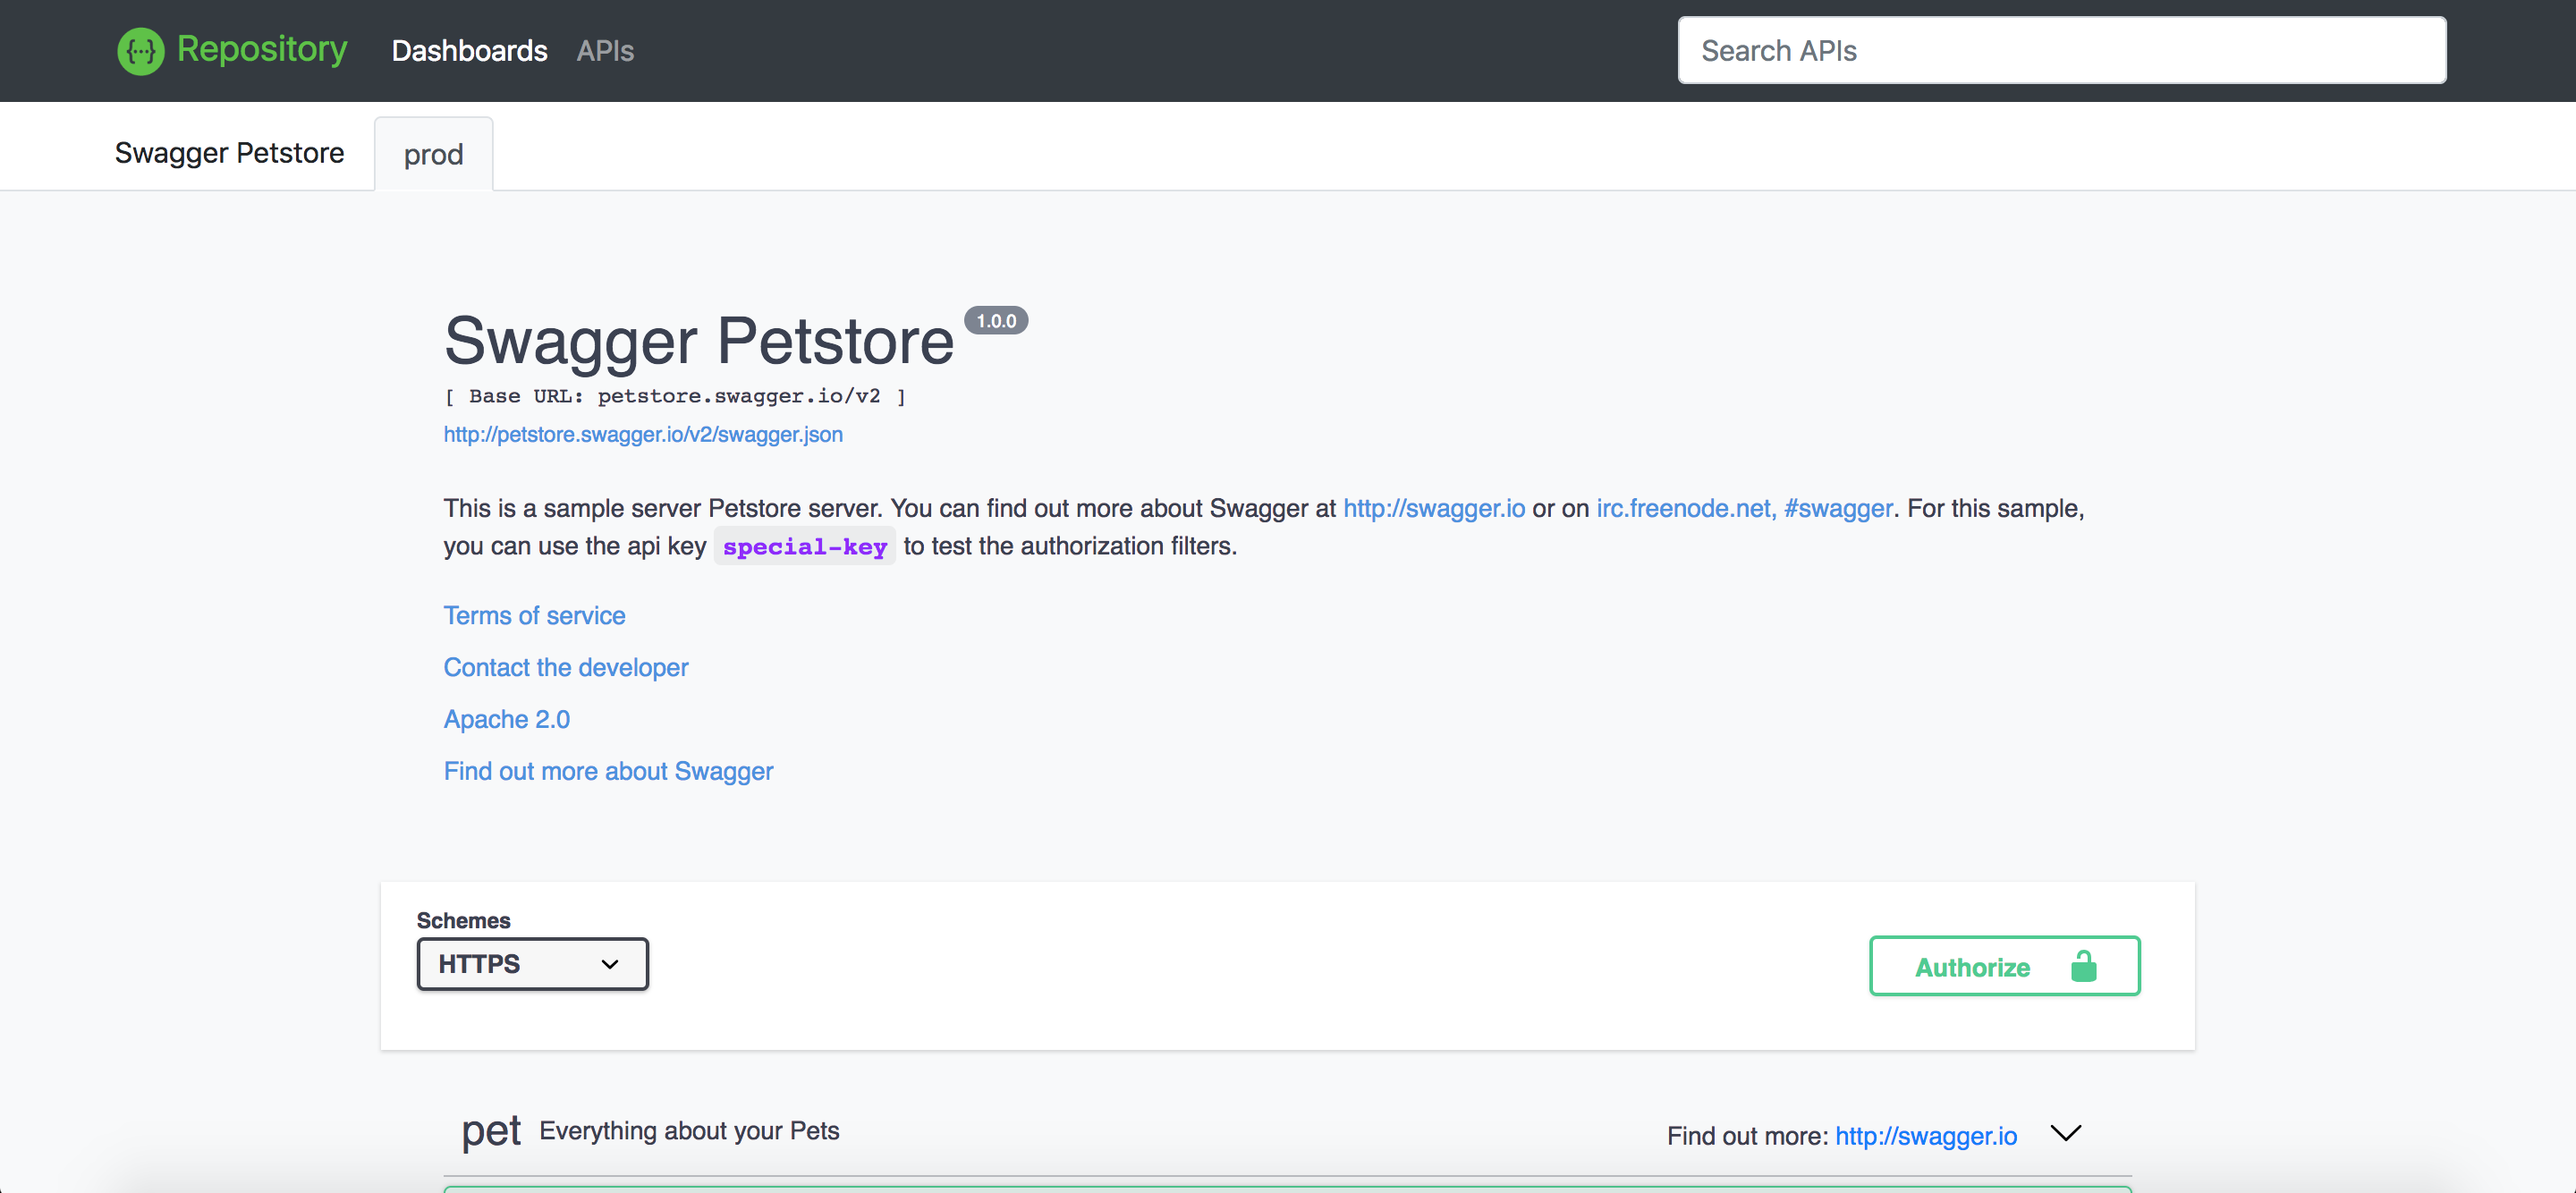 {...} Repository Dashboards APIs Search APIs
Swagger Petstore prod
Swagger Petstore 1.0.0
[ Base URL: petstore.swagger.io/v2 ]
http://petstore.swagger.io/v2/swagger.json
This is a sample server Petstore server. You can find out more about Swagger at http://swagger.io or on irc.freenode.net, #swagger. For this sample,
you can use the api key special-key to test the authorization filters.
Terms of service
Contact the developer
Apache 2.0
Find out more about Swagger
Schemes
HTTPS Authorize
pet Everything about your Pets Find out more: http://swagger.io